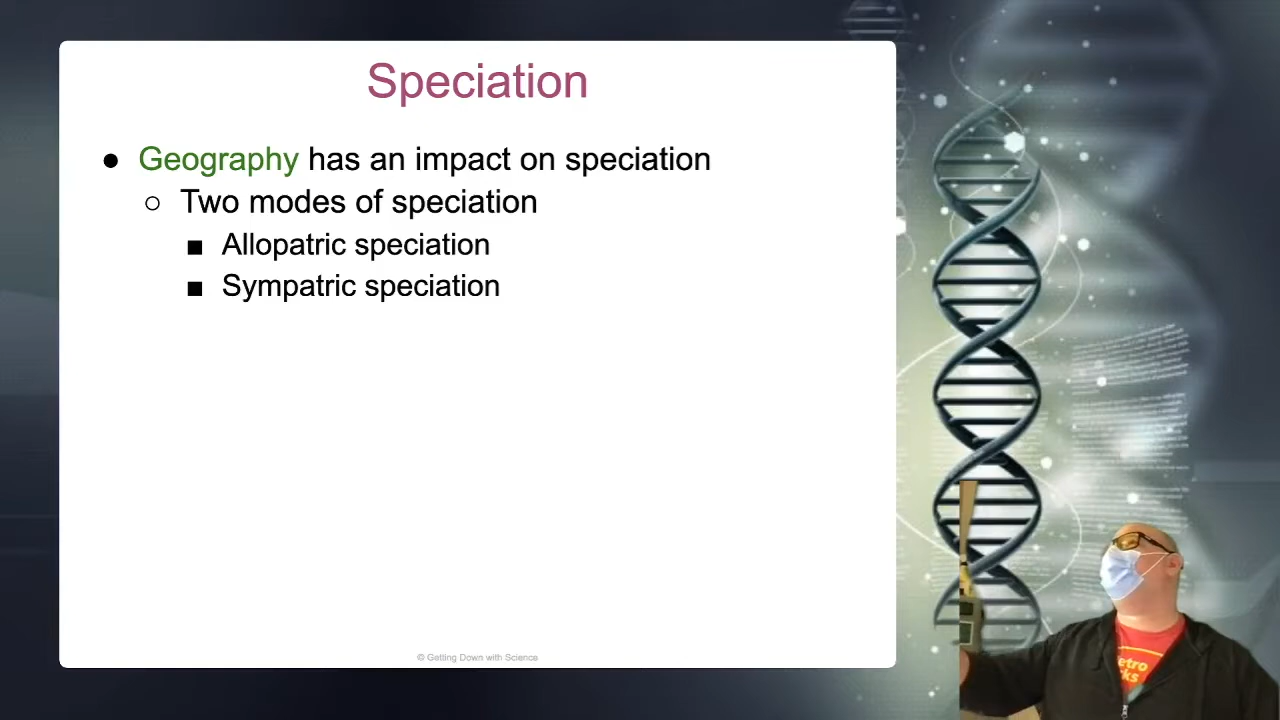 Speciation
● Geography has an impact on speciation
○ Two modes of speciation
■ Allopatric speciation
■ Sympatric speciation
© Getting Down with Science